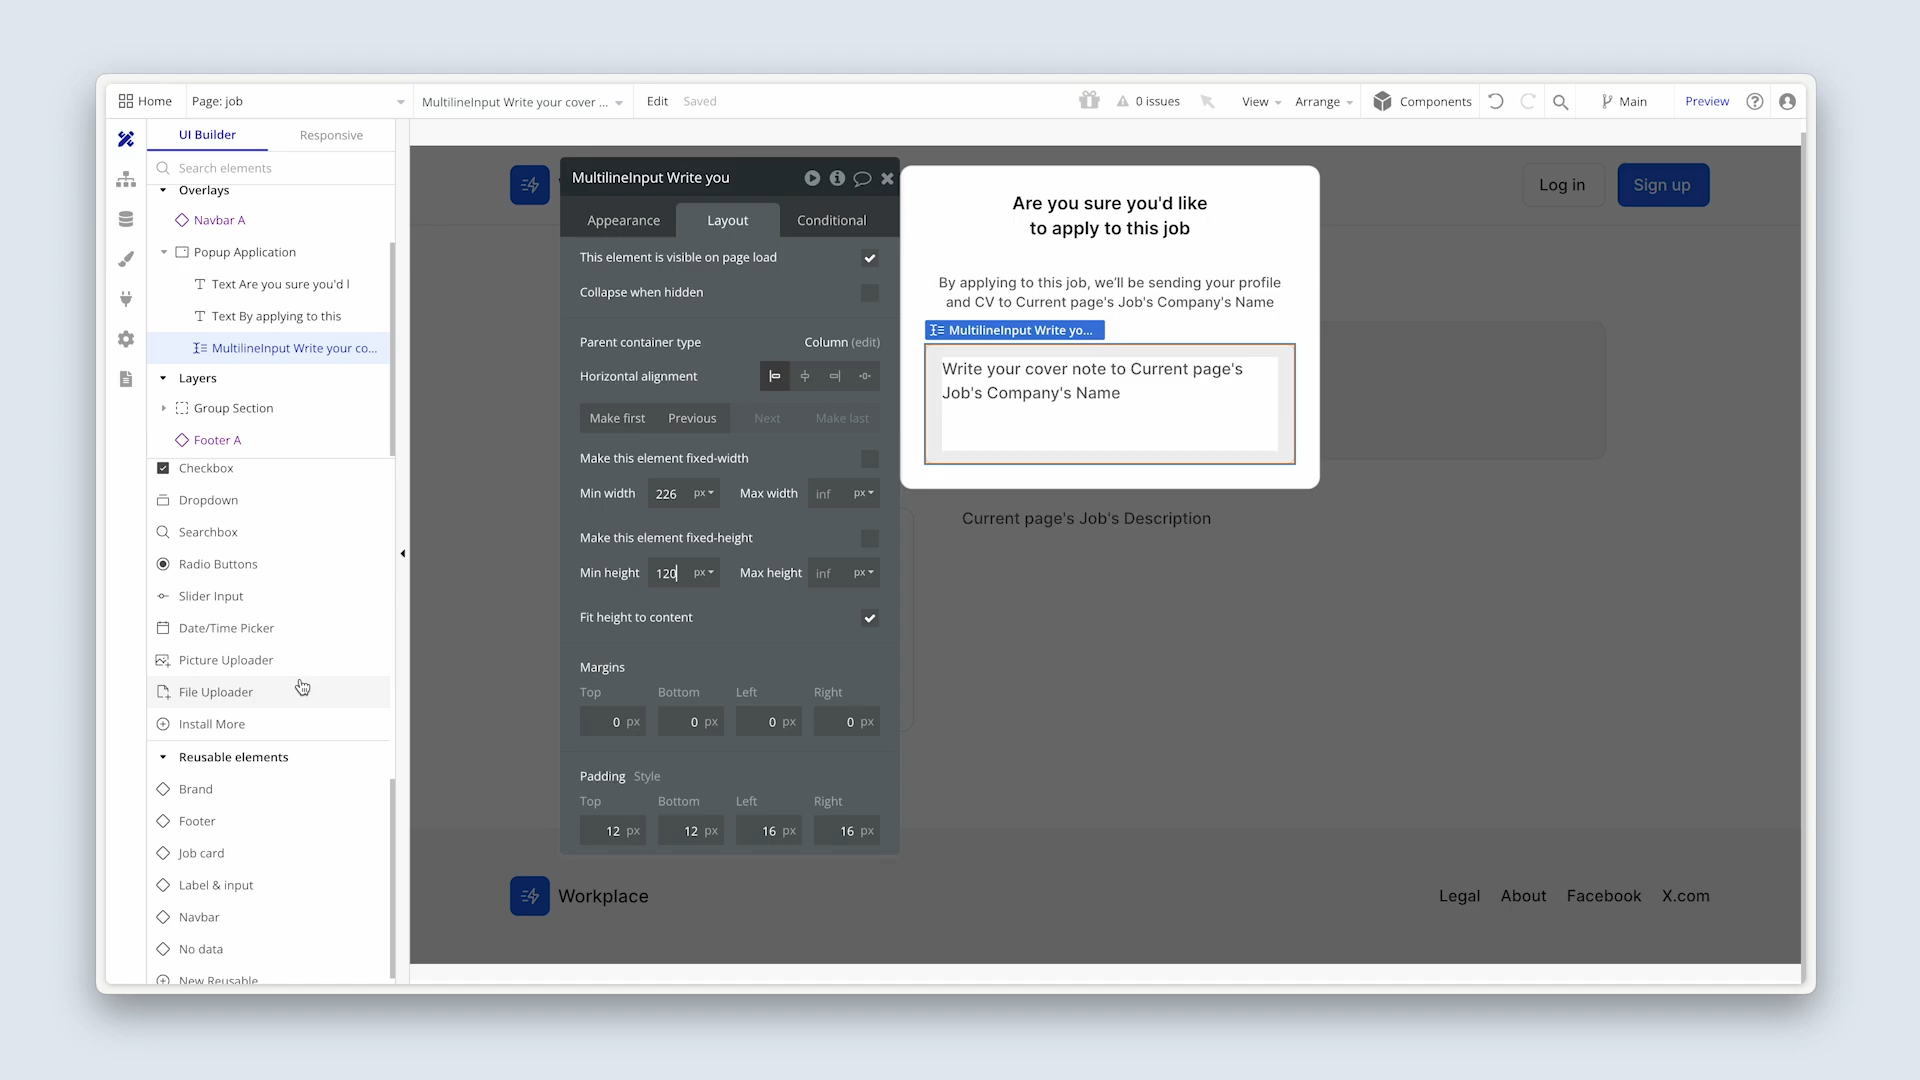 Home
Page: job
MultilineInput Write your cover ...
Edit
Saved
0 issues
View
Arrange
Components
Main
Preview
UI Builder
Responsive
Search elements
Overlays
Navbar A
Popup Application
Text Are you sure you'd l
Text By applying to this
MultilineInput Write your co...
Layers
Group Section
Footer A
Checkbox
Dropdown
Searchbox
Radio Buttons
Slider Input
Date/Time Picker
Picture Uploader
File Uploader
Install More
Reusable elements
Brand
Footer
Job card
Label & input
Navbar
No data
New Reusable
MultilineInput Write you
Appearance
Layout
Conditional
This element is visible on page load
Collapse when hidden
Parent container type
Column (edit)
Horizontal alignment
Make first
Previous
Next
Make last
Make this element fixed-width
Min width 226 px
Max width inf px
Make this element fixed-height
Min height 120 px
Max height inf px
Fit height to content
Margins
Top Bottom Left Right
0 px 0 px 0 px 0 px
Padding Style
Top Bottom Left Right
12 px 12 px 16 px 16 px
Log in
Sign up
Are you sure you'd like
to apply to this job
By applying to this job, we'll be sending your profile
and CV to Current page's Job's Company's Name
MultilineInput Write yo...
Write your cover note to Current page's
Job's Company's Name
Current page's Job's Description
Workplace
Legal
About
Facebook
X.com